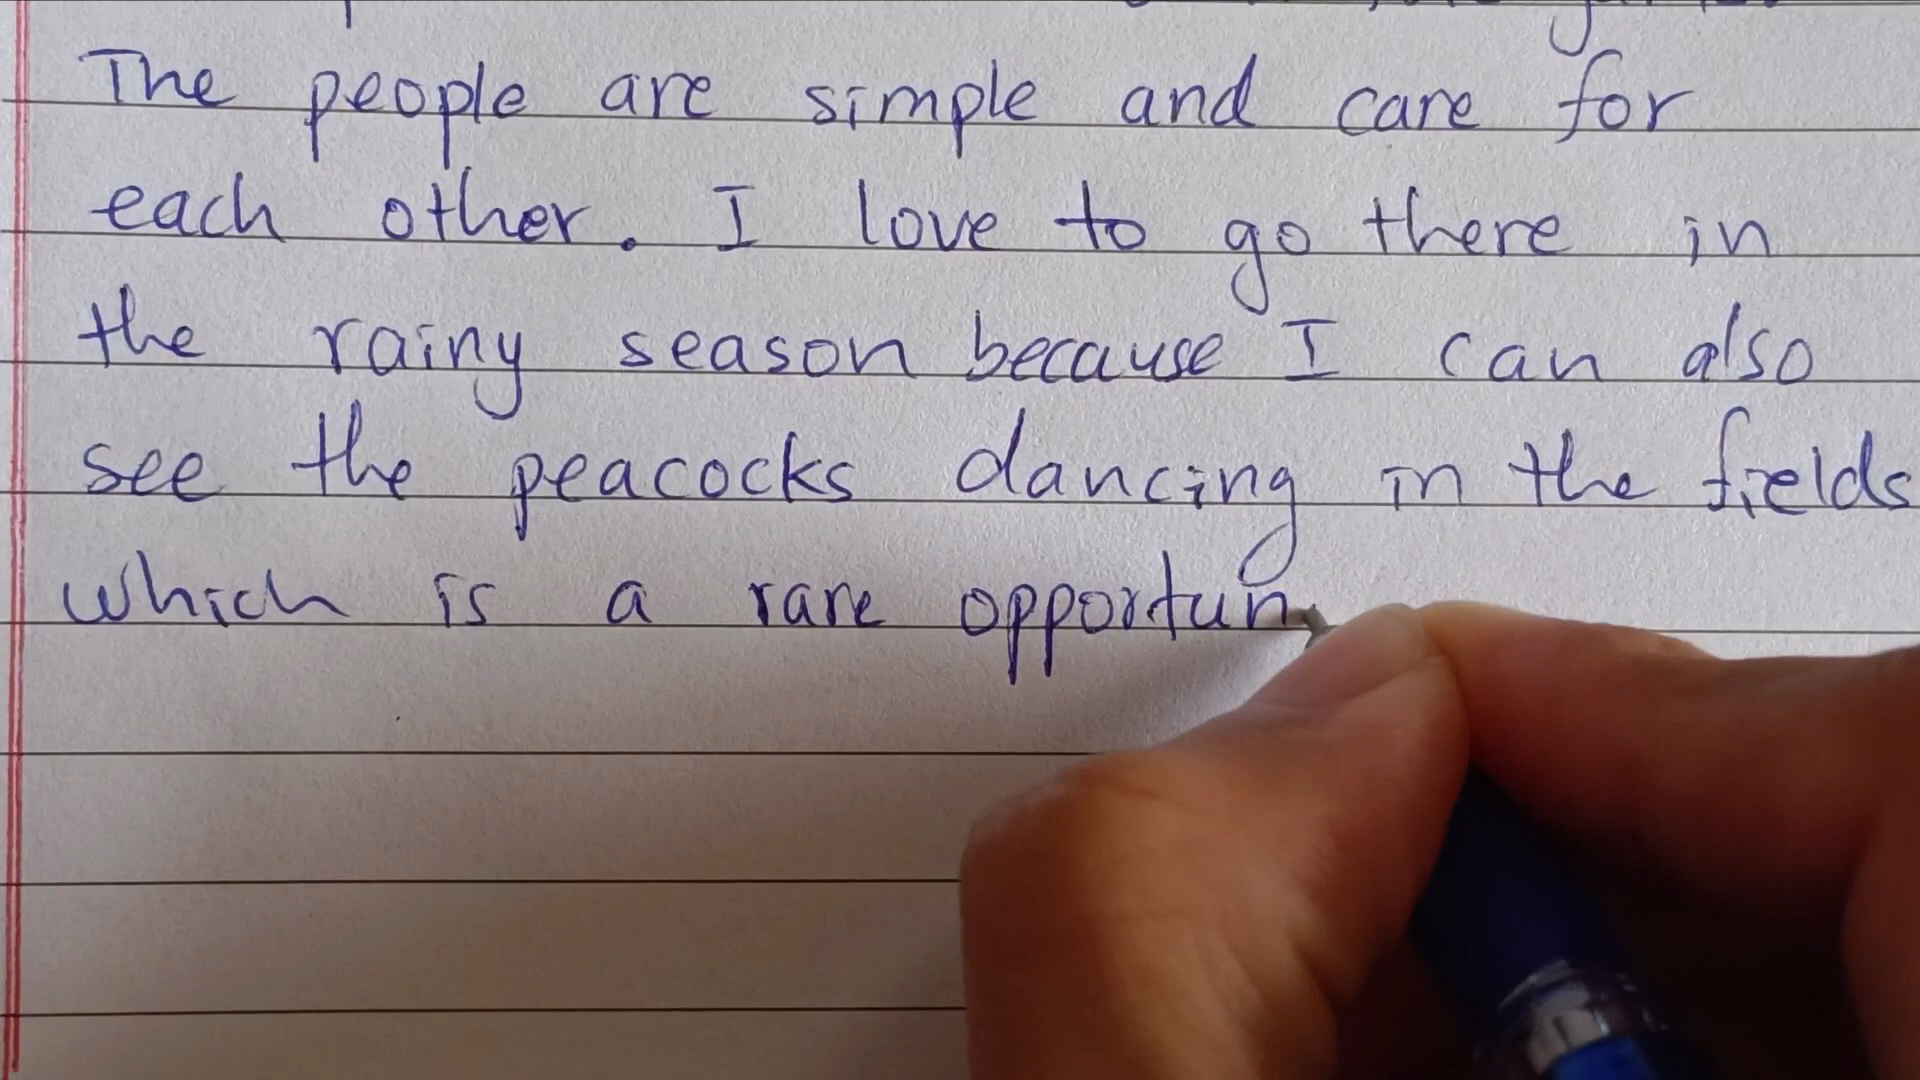 The people are simple and care for
each other. I love to go there in
the rainy season because I can also
see the peacocks dancing in the fields
which is a rare opportun